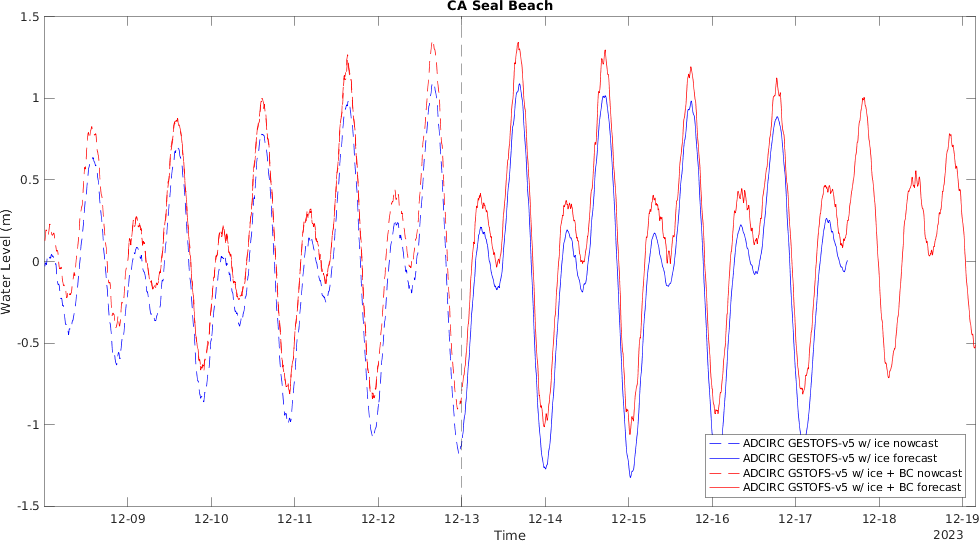 CA Seal Beach
1.5
1
0.5
0
-0.5
-1
-1.5
Water Level (m)
ADCIRC GESTOFS-v5 w/ ice nowcast
ADCIRC GESTOFS-v5 w/ ice forecast
ADCIRC GSTOFS-v5 w/ ice + BC nowcast
ADCIRC GSTOFS-v5 w/ ice + BC forecast
12-09 12-10 12-11 12-12 12-13 12-14 12-15 12-16 12-17 12-18 12-19
Time
2023